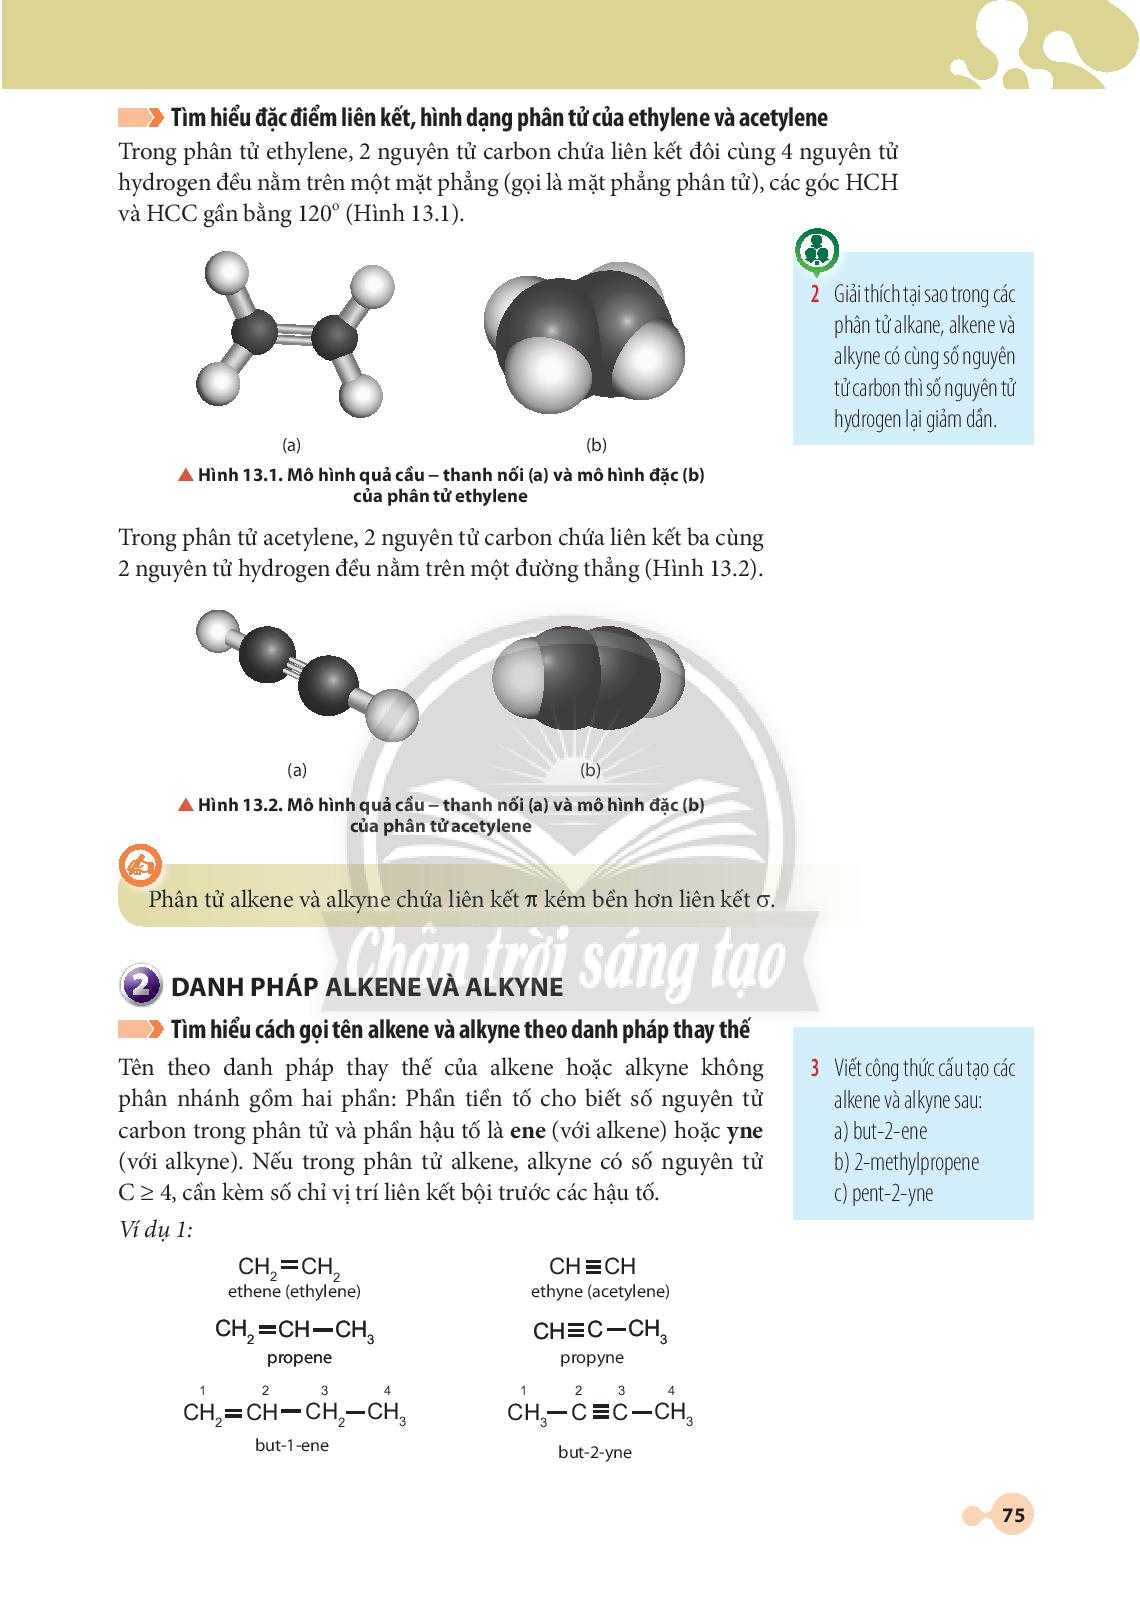 Tìm hiểu đặc điểm liên kết, hình dạng phân tử của ethylene và acetylene
Trong phân tử ethylene, 2 nguyên tử carbon chứa liên kết đôi cùng 4 nguyên tử
hydrogen đều nằm trên một mặt phẳng (gọi là mặt phẳng phân tử), các góc HCH
và HCC gần bằng 120° (Hình 13.1).
2 Giải thích tại sao trong các
phân tử alkane, alkene và
alkyne có cùng số nguyên
tử carbon thì số nguyên tử
hydrogen lại giảm dần.
(a) (b)
▲ Hình 13.1. Mô hình quả cầu – thanh nối (a) và mô hình đặc (b)
của phân tử ethylene
Trong phân tử acetylene, 2 nguyên tử carbon chứa liên kết ba cùng
2 nguyên tử hydrogen đều nằm trên một đường thẳng (Hình 13.2).
(a) (b)
▲ Hình 13.2. Mô hình quả cầu – thanh nối (a) và mô hình đặc (b)
của phân tử acetylene
Phân tử alkene và alkyne chứa liên kết π kém bền hơn liên kết σ.
Chân trời sáng tạo
2 DANH PHÁP ALKENE VÀ ALKYNE
Tìm hiểu cách gọi tên alkene và alkyne theo danh pháp thay thế
Tên theo danh pháp thay thế của alkene hoặc alkyne không
phân nhánh gồm hai phần: Phần tiền tố cho biết số nguyên tử
carbon trong phân tử và phần hậu tố là ene (với alkene) hoặc yne
(với alkyne). Nếu trong phân tử alkene, alkyne có số nguyên tử
C ≥ 4, cần kèm số chỉ vị trí liên kết bội trước các hậu tố.
3 Viết công thức cấu tạo các
alkene và alkyne sau:
a) but-2-ene
b) 2-methylpropene
c) pent-2-yne
Ví dụ 1:
CH₂=CH₂ CH≡CH
ethene (ethylene) ethyne (acetylene)
CH₂=CH–CH₃ CH≡C–CH₃
propene propyne
1 2 3 4 1 2 3 4
CH₂=CH–CH₂–CH₃ CH₃–C≡C–CH₃
but-1-ene but-2-yne
75